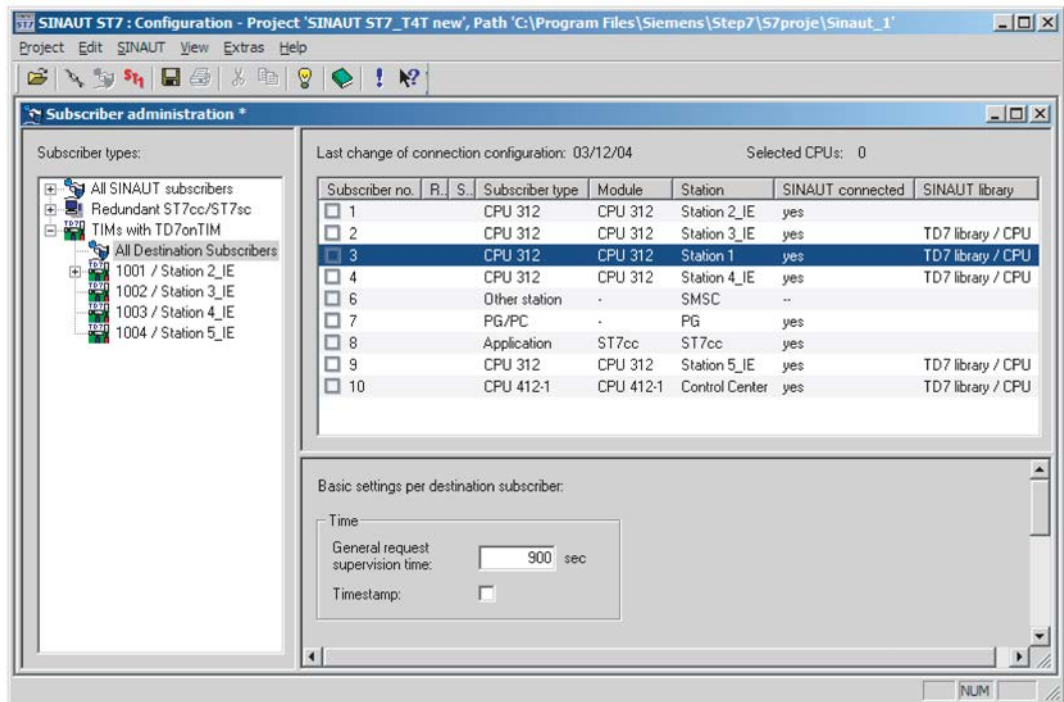 SINAUT ST7 : Configuration - Project 'SINAUT ST7_T4T new', Path 'C:\Program Files\Siemens\Step7\S7proje\Sinaut_1'
Project Edit SINAUT View Extras Help
Subscriber administration *
Subscriber types:
All SINAUT subscribers
Redundant ST7cc/ST7sc
TIMs with TD7onTIM
All Destination Subscribers
1001 / Station 2_IE
1002 / Station 3_IE
1003 / Station 4_IE
1004 / Station 5_IE
Last change of connection configuration: 03/12/04 Selected CPUs: 0
Subscriber no. R.. S.. Subscriber type Module Station SINAUT connected SINAUT library
1 CPU 312 CPU 312 Station 2_IE yes
2 CPU 312 CPU 312 Station 3_IE yes TD7 library / CPU
3 CPU 312 CPU 312 Station 1 yes TD7 library / CPU
4 CPU 312 CPU 312 Station 4_IE yes TD7 library / CPU
6 Other station - SMSC --
7 PG/PC - PG yes
8 Application ST7cc ST7cc yes
9 CPU 312 CPU 312 Station 5_IE yes TD7 library / CPU
10 CPU 412-1 CPU 412-1 Control Center yes TD7 library / CPU
Basic settings per destination subscriber:
Time
General request
supervision time: 900 sec
Timestamp:
NUM